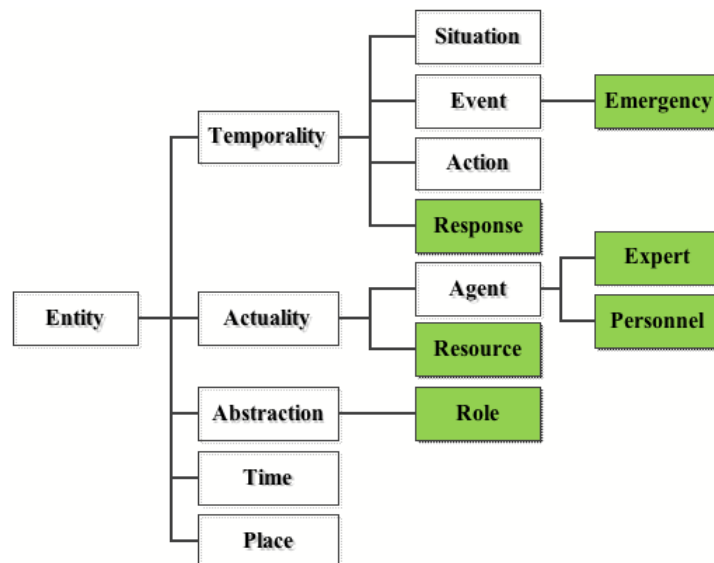 Situation
Event
Emergency
Temporality
Action
Response
Expert
Agent
Entity
Actuality
Personnel
Resource
Abstraction
Role
Time
Place